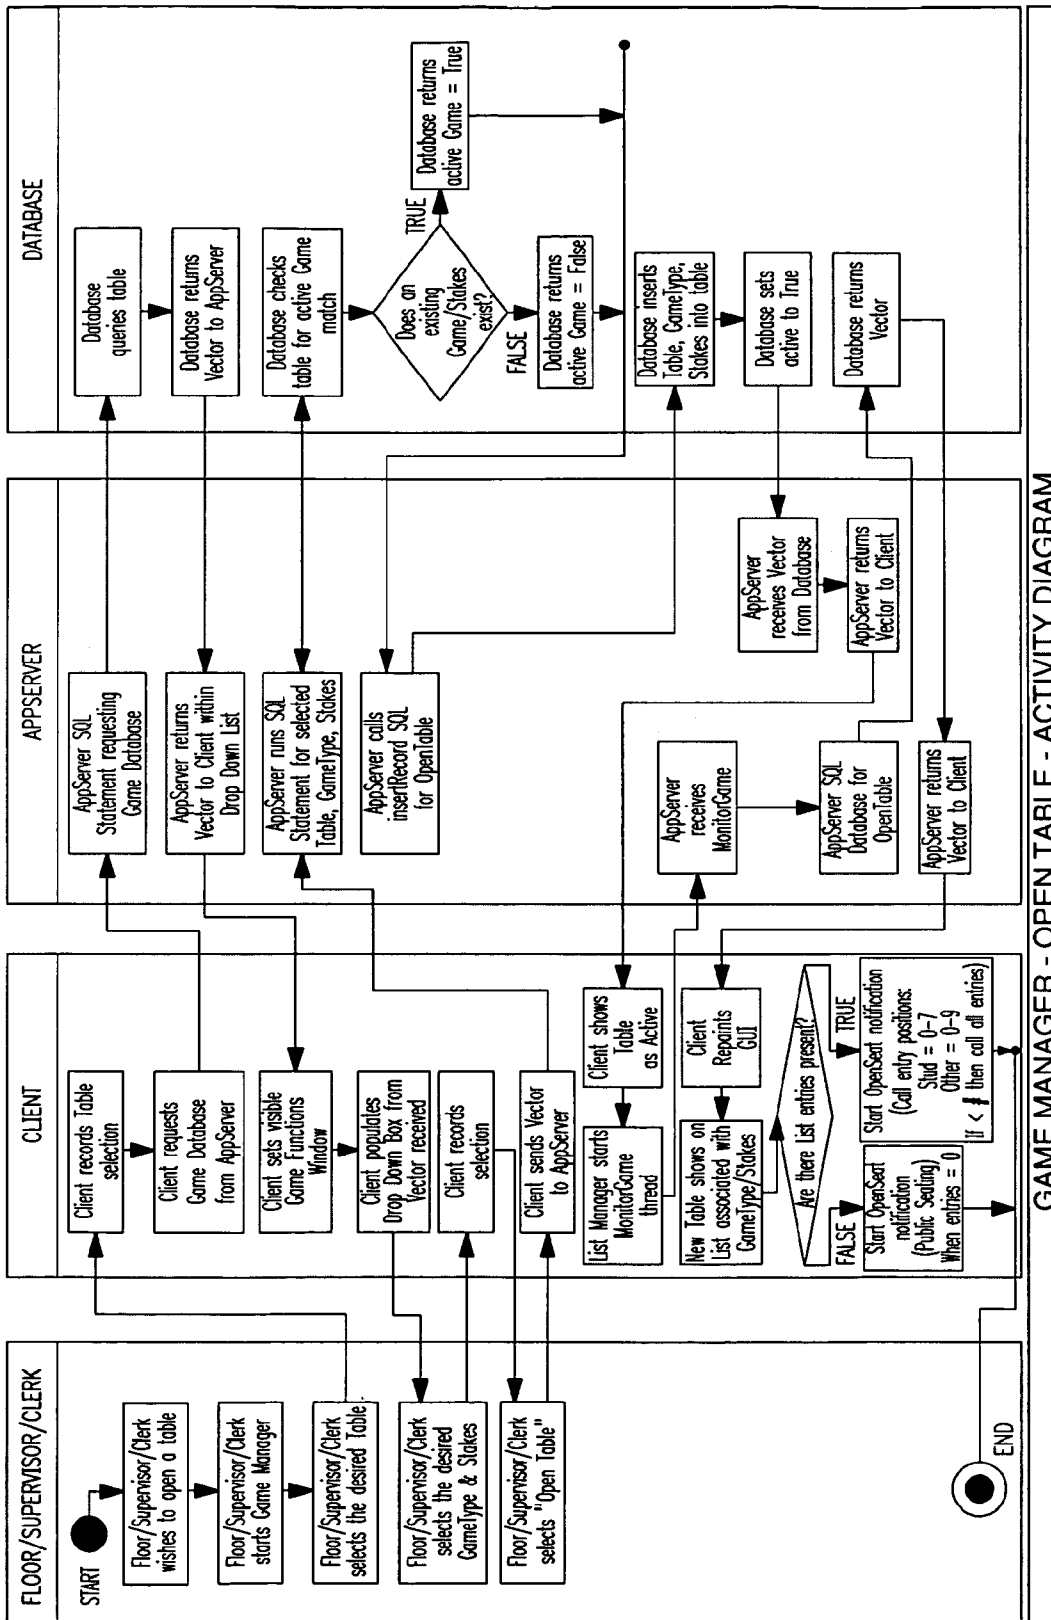 FLOOR/SUPERVISOR/CLERK
START
Floor/Supervisor/Clerk
wishes to open a table
Floor/Supervisor/Clerk
starts Game Manager
Floor/Supervisor/Clerk
selects the desired Table
Floor/Supervisor/Clerk
selects the desired
GameType & Stakes
Floor/Supervisor/Clerk
selects "Open Table"
END
CLIENT
Client records Table
selection
Client requests
Game Database
from AppServer
Client sets visible
Game Functions
Window
Client populates
Drop Down Box from
Vector received
Client records
selection
Client sends Vector
to AppServer
Client shows
Table
as Active
List Manager starts
MonitorGame
thread
Client
Repaints
GUI
New Table shows on
List associated with
GameType/Stakes
Are there List entries present?
FALSE
TRUE
Start OpenSeat
notification
(Public Seating)
When entries = 0
Start OpenSeat notification
(Call entry positions:
Stud = 0-7
Other = 0-9
If < # then call all entries)
APPSERVER
AppServer SQL
Statement requesting
Game Database
AppServer returns
Vector to Client within
Drop Down List
AppServer runs SQL
Statement for selected
Table, GameType, Stakes
AppServer calls
insertRecord SQL
for OpenTable
AppServer
receives
MonitorGame
AppServer
receives Vector
from Database
AppServer SQL
Database for
OpenTable
AppServer returns
Vector to Client
AppServer returns
Vector to Client
DATABASE
Database
queries table
Database returns
Vector to AppServer
Database checks
table for active Game
match
Does an
existing
Game/Stakes
exist?
TRUE
FALSE
Database returns
active Game = True
Database returns
active Game = False
Database inserts
Table, GameType,
Stakes into table
Database sets
active to True
Database returns
Vector
GAME MANAGER - OPEN TABLE - ACTIVITY DIAGRAM